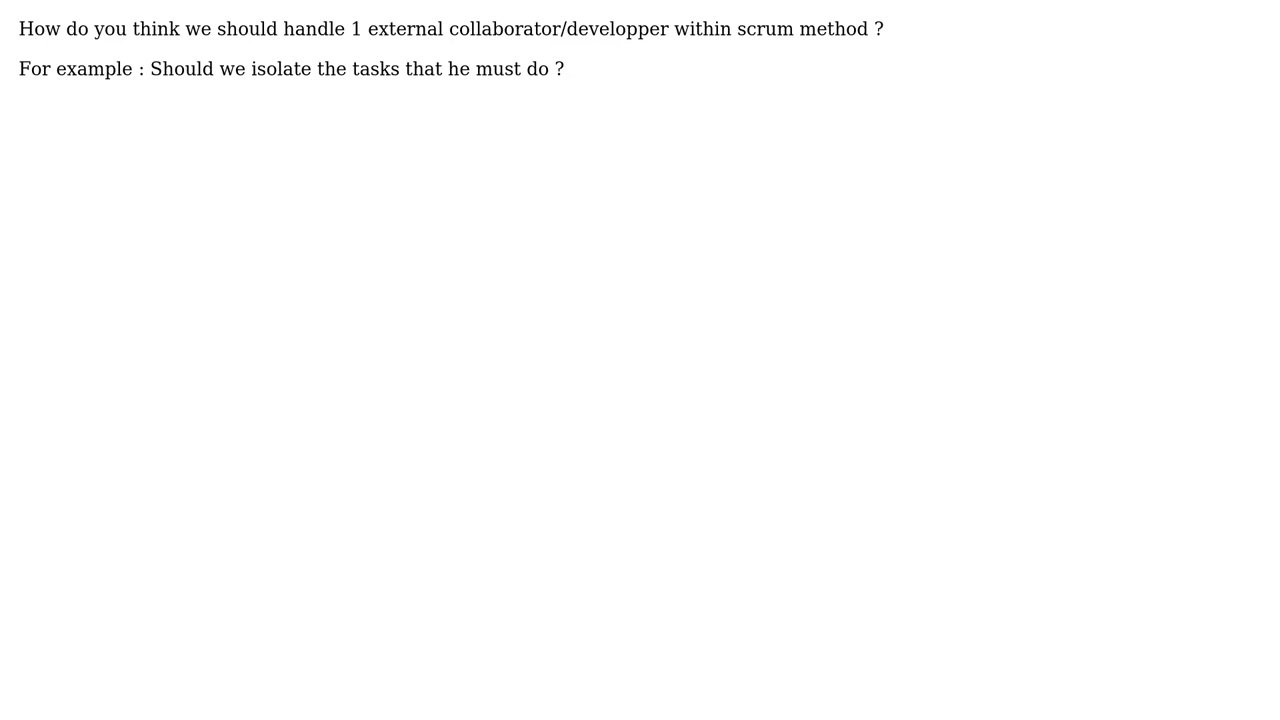 How do you think we should handle 1 external collaborator/developper within scrum method ?
For example : Should we isolate the tasks that he must do ?